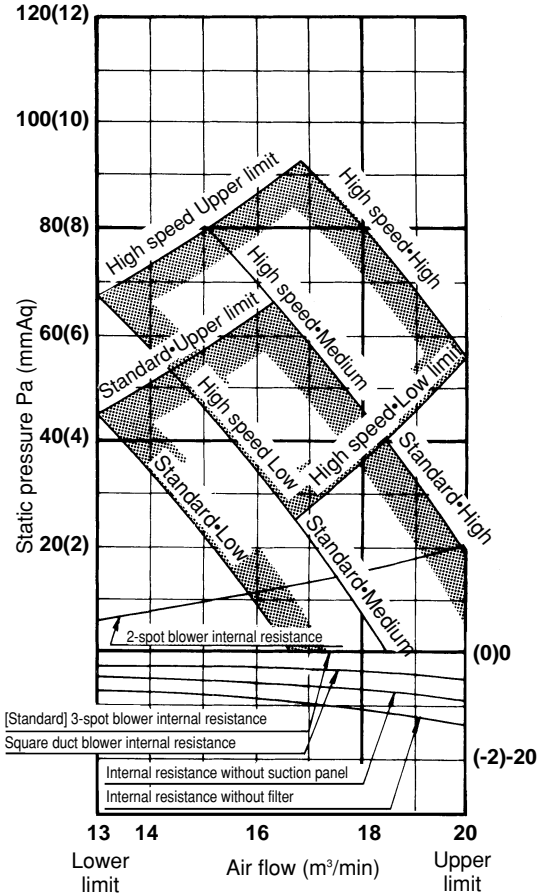 120(12)
100(10)
80(8)
60(6)
40(4)
20(2)
(0)0
(-2)-20
Static pressure Pa (mmAq)
High speed Upper limit
High speed•High
High speed•Medium
Standard•Upper limit
High speed Low
High speed•Low limit
Standard•Low
Standard•Medium
Standard•High
2-spot blower internal resistance
[Standard] 3-spot blower internal resistance
Square duct blower internal resistance
Internal resistance without suction panel
Internal resistance without filter
13 14 16 18 20
Lower limit
Air flow (m³/min)
Upper limit